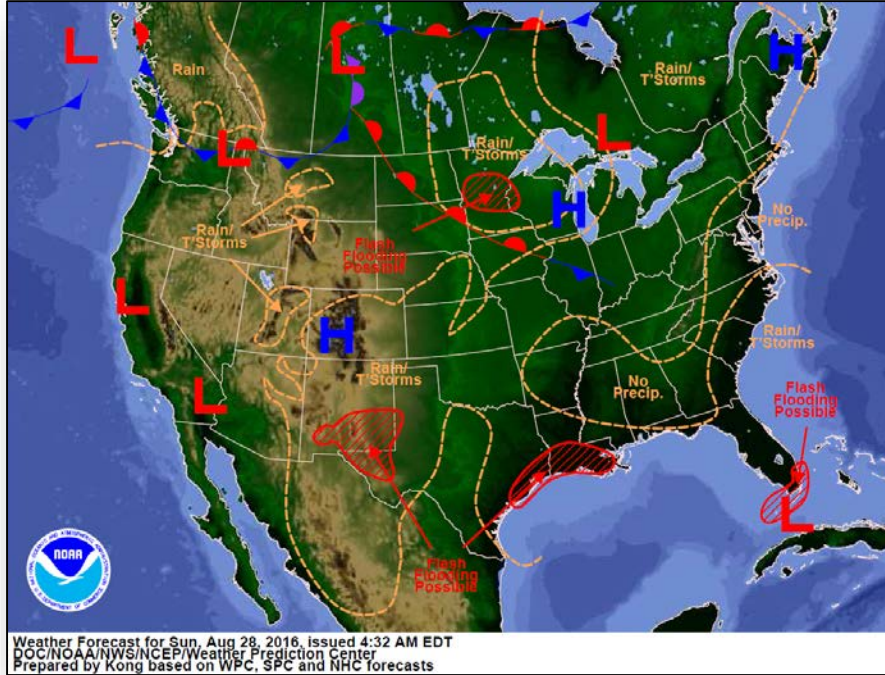 L
L
H
Rain
Rain/
T'Storms
L
L
Rain/
T'Storms
H
No
Precip.
Rain/
T'Storms
Flash
Flooding
Possible
L
H
Rain/
T'Storms
Rain/
T'Storms
No
Precip.
Flash
Flooding
Possible
L
L
Flash
Flooding
Possible
NOAA
Weather Forecast for Sun, Aug 28, 2016, issued 4:32 AM EDT
DOC/NOAA/NWS/NCEP/Weather Prediction Center
Prepared by Kong based on WPC, SPC and NHC forecasts